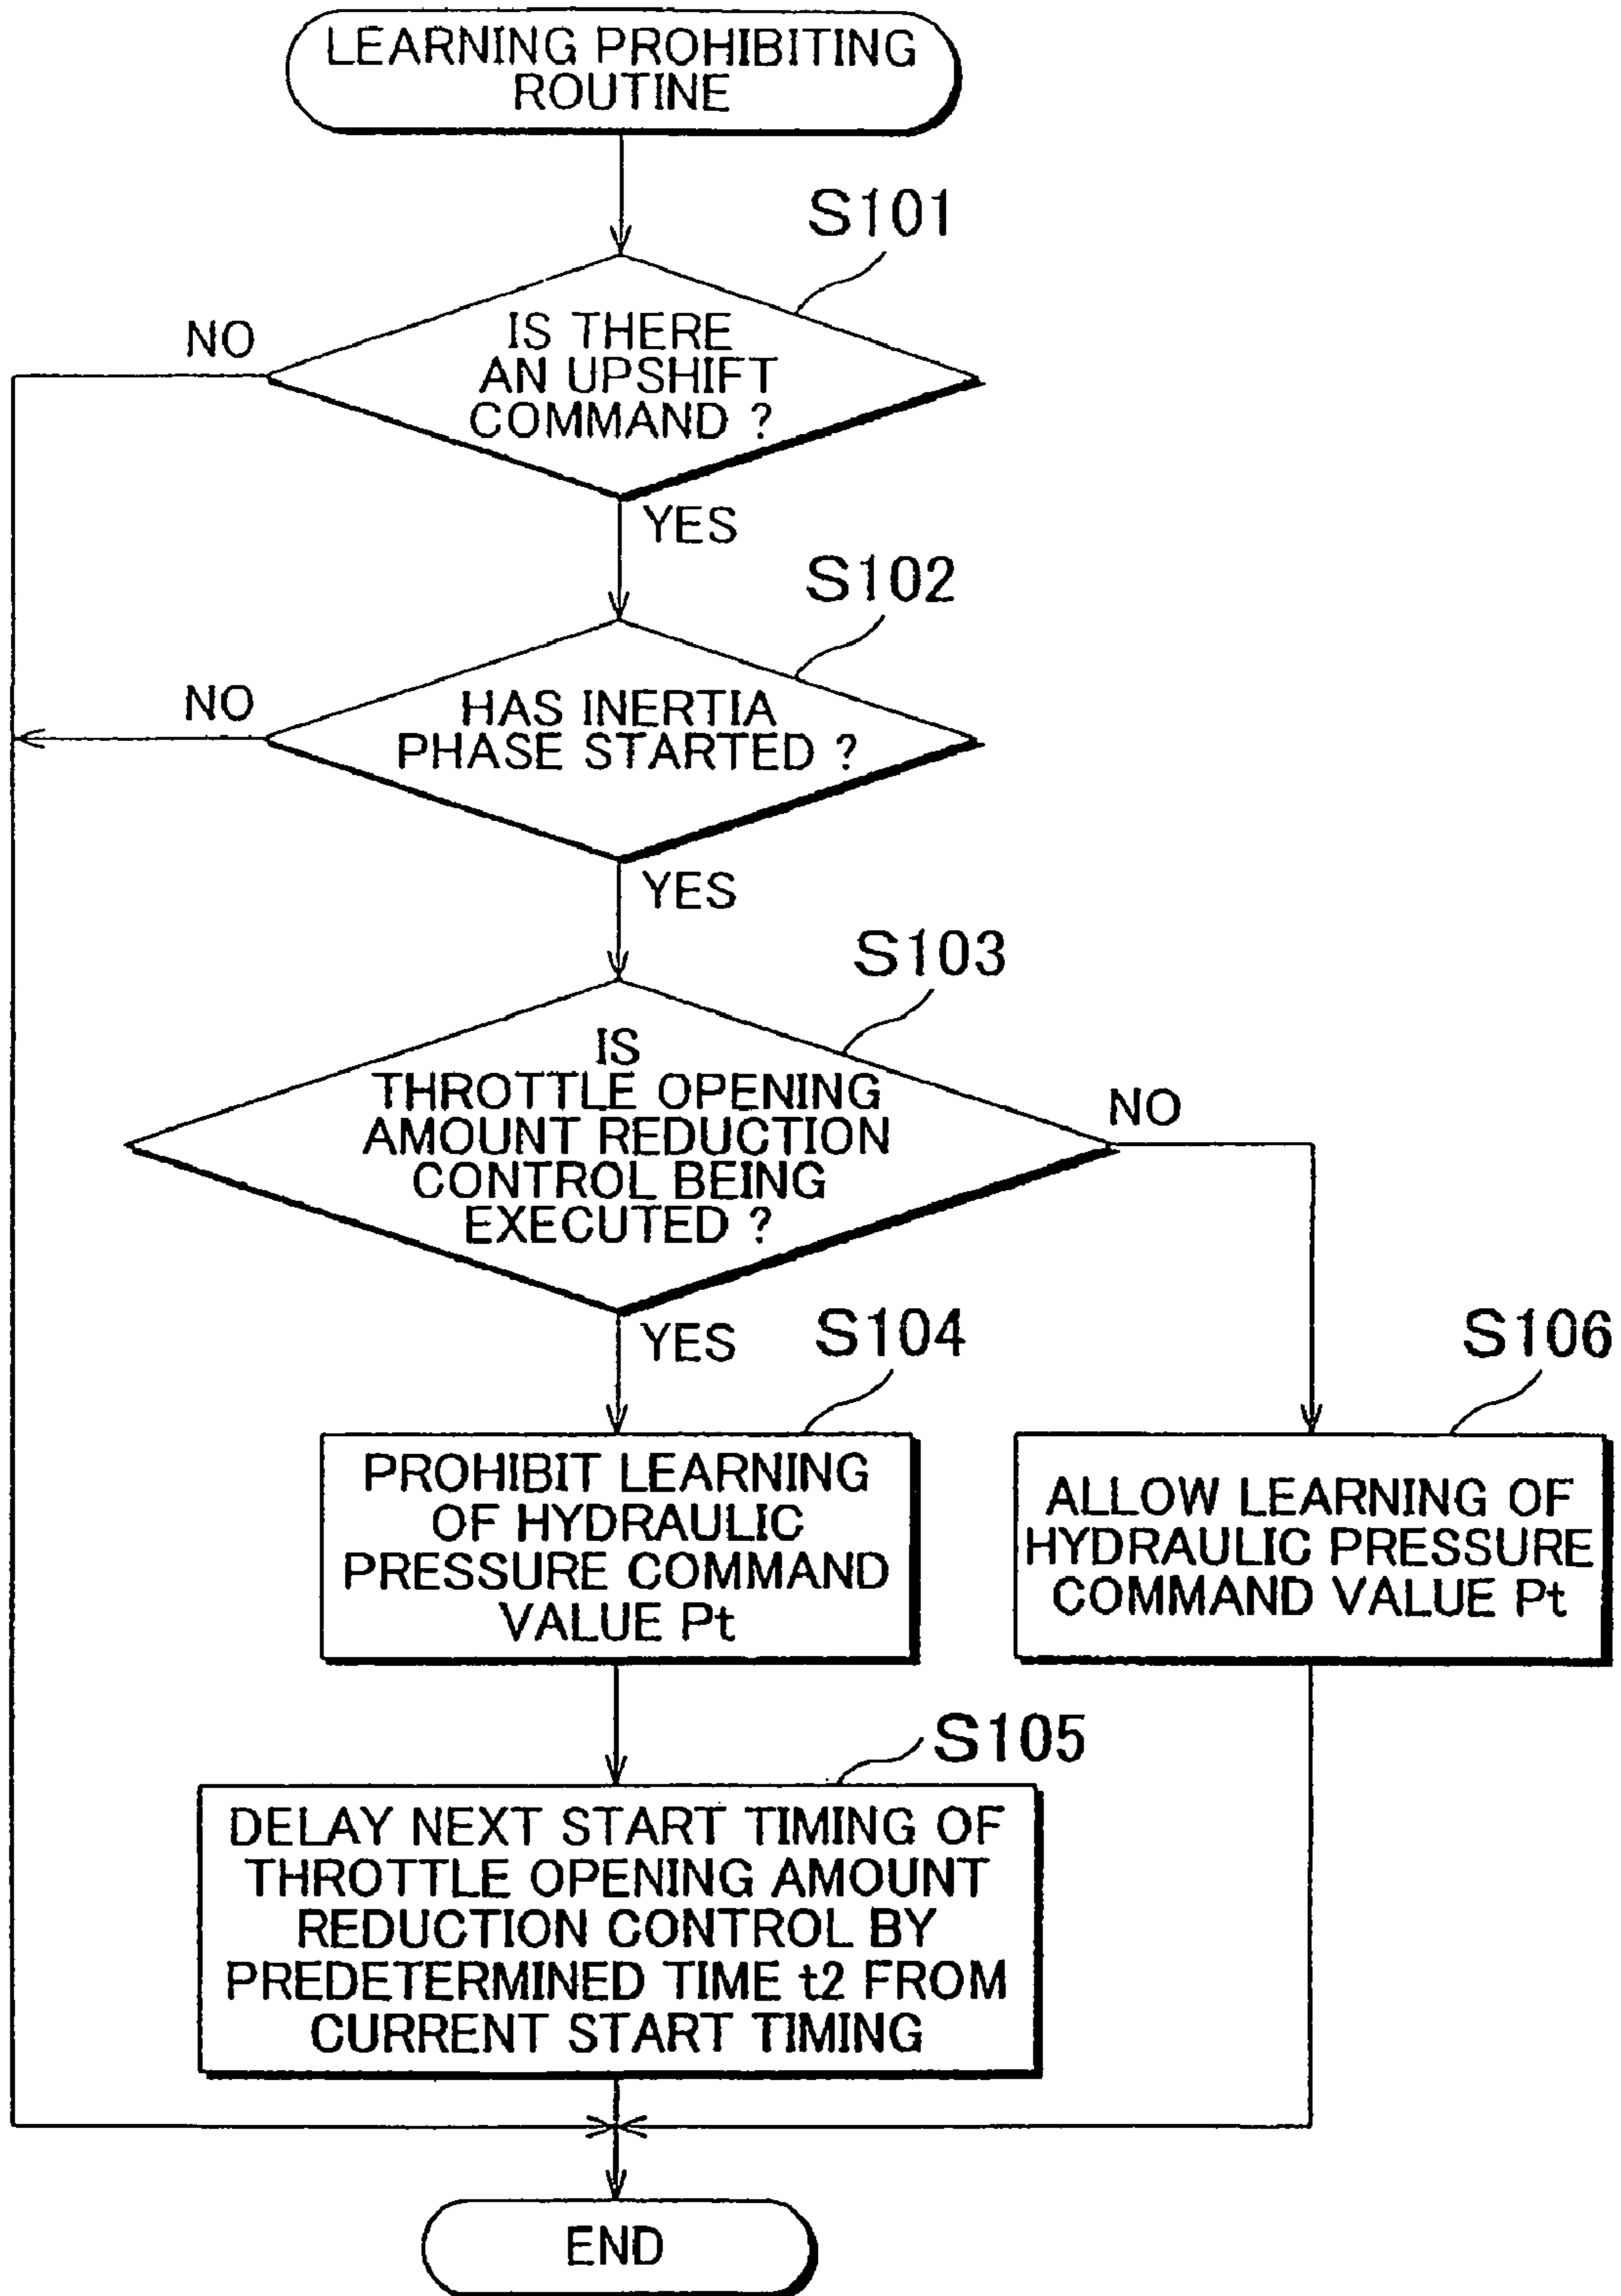 LEARNING PROHIBITING
ROUTINE
S101
NO
IS THERE
AN UPSHIFT
COMMAND ?
YES
S102
NO
HAS INERTIA
PHASE STARTED ?
YES
S103
IS
THROTTLE OPENING
AMOUNT REDUCTION
CONTROL BEING
EXECUTED ?
NO
YES
S104
S106
PROHIBIT LEARNING
OF HYDRAULIC
PRESSURE COMMAND
VALUE Pt
ALLOW LEARNING OF
HYDRAULIC PRESSURE
COMMAND VALUE Pt
S105
DELAY NEXT START TIMING OF
THROTTLE OPENING AMOUNT
REDUCTION CONTROL BY
PREDETERMINED TIME t2 FROM
CURRENT START TIMING
END